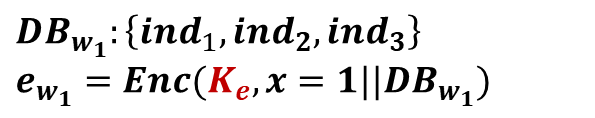 DB_{w_1}: {ind_1, ind_2, ind_3}
e_{w_1} = Enc(K_e, x = 1||DB_{w_1})